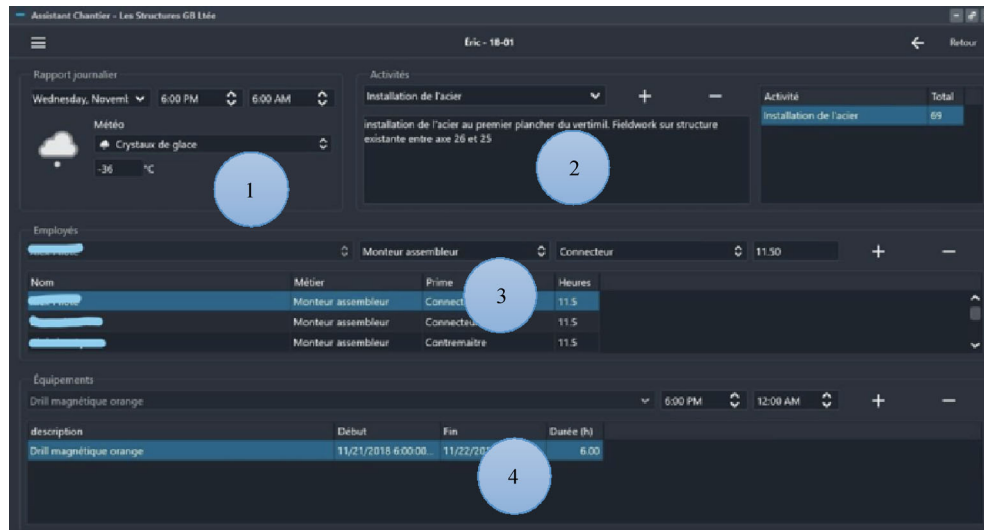 Assistant Chantier - Les Structures GB Ltée
Éric - 18-01
Retour
Rapport journalier
Wednesday, Novemb 6:00 PM 6:00 AM
Météo
Crystaux de glace
-36 °C
1
Activités
Installation de l'acier
installation de l'acier au premier plancher du vertimil. Fieldwork sur structure
existante entre axe 26 et 25
2
Activité Total
Installation de l'acier 69
Employés
Monteur assembleur Connecteur 11.50
Nom Métier Prime Heures
Monteur assembleur Connect 11.5
Monteur assembleur Connecteu 11.5
Monteur assembleur Contremaître 11.5
3
Équipements
Drill magnétique orange 6:00 PM 12:00 AM
description Début Fin Durée (h)
Drill magnétique orange 11/21/2018 6:00:00... 11/22/20 6.00
4